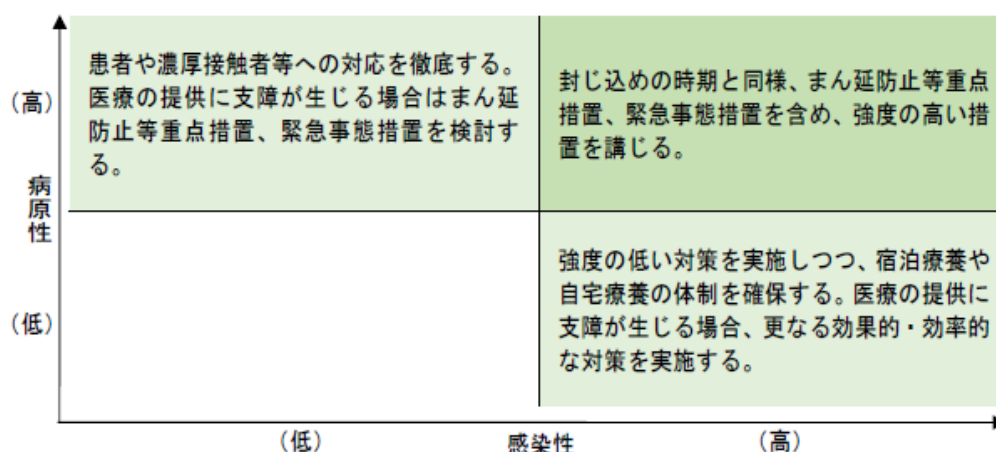 患者や濃厚接触者等への対応を徹底する。
医療の提供に支障が生じる場合はまん延
防止等重点措置、緊急事態措置を検討す
る。
封じ込めの時期と同様、まん延防止等重点
措置、緊急事態措置を含め、強度の高い措
置を講じる。
(高)
病原性
(低)
強度の低い対策を実施しつつ、宿泊療養や
自宅療養の体制を確保する。医療の提供に
支障が生じる場合、更なる効果的・効率的
な対策を実施する。
(低)
感染性
(高)